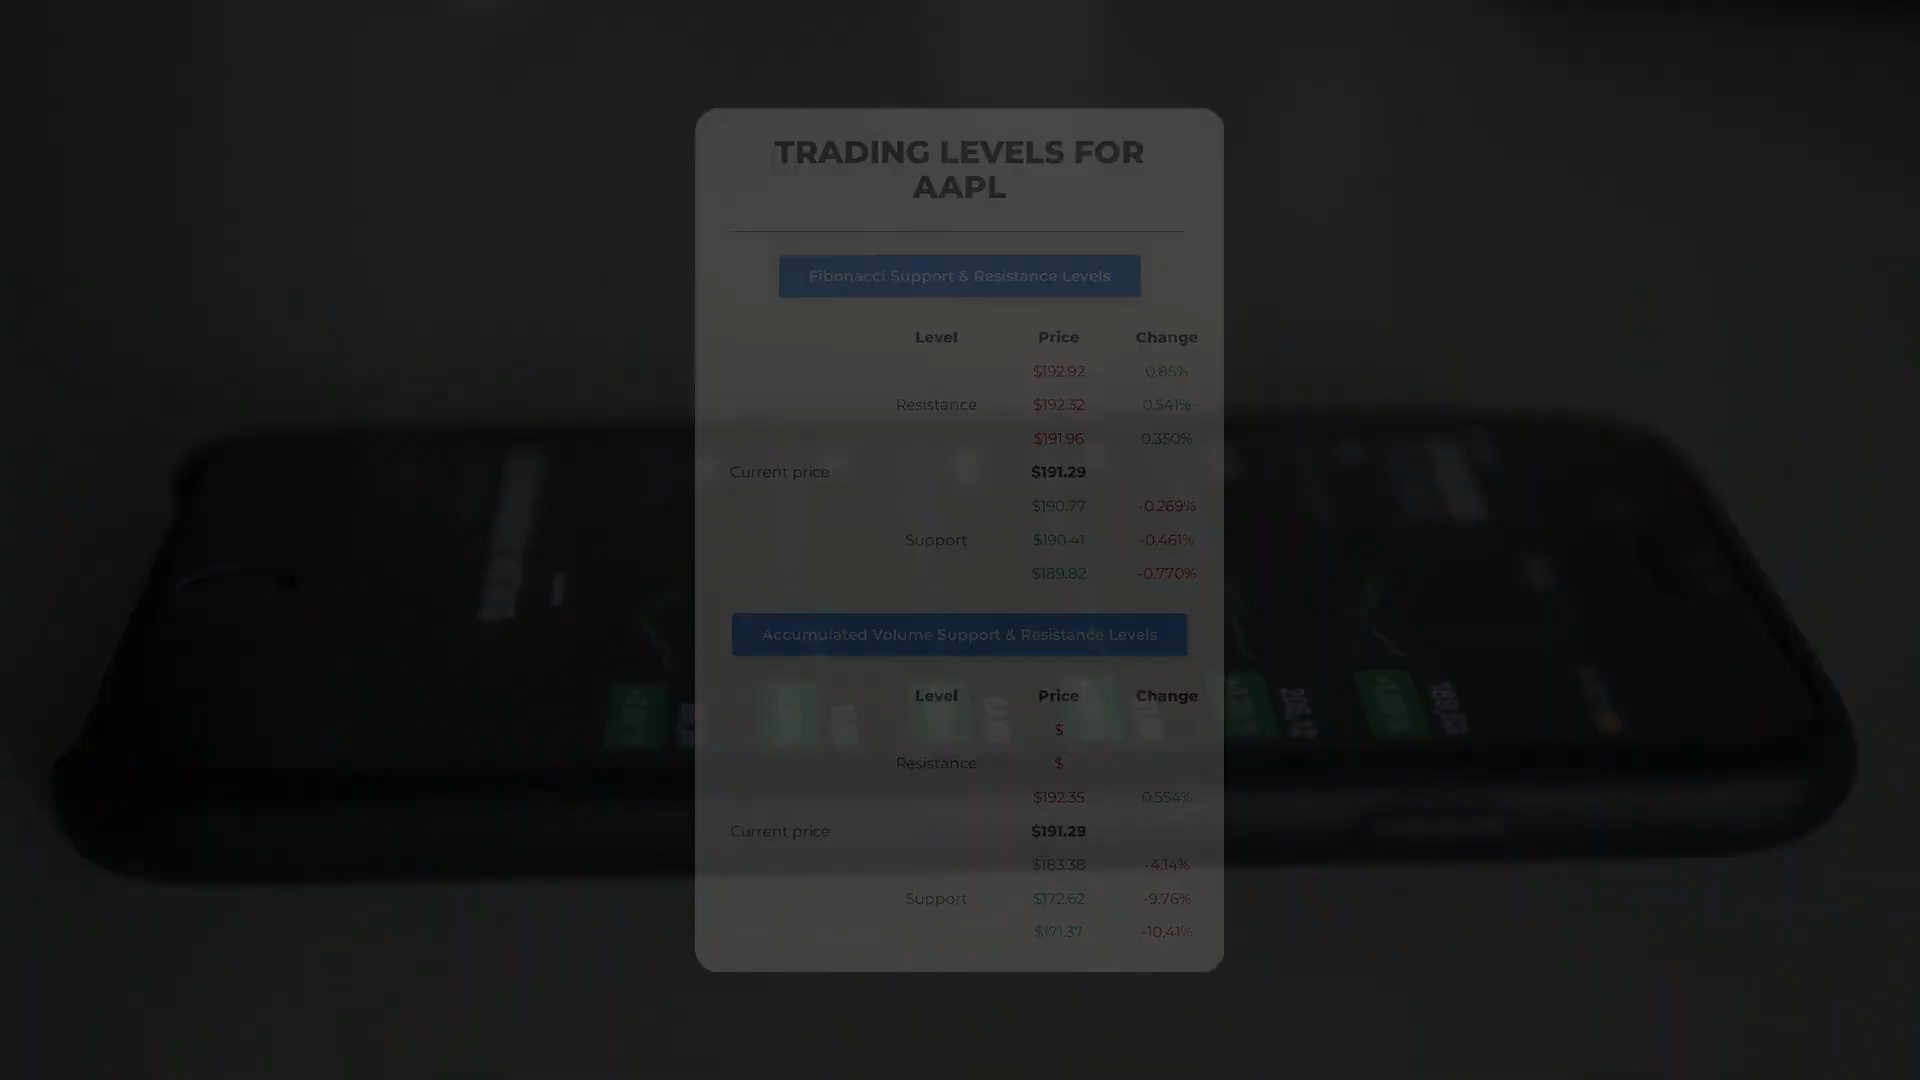 TRADING LEVELS FOR
AAPL
Fibonacci Support & Resistance Levels
Level Price Change
$192.92 0.85%
Resistance $192.32 0.541%
$191.96 0.350%
Current price $191.29
$190.77 -0.269%
Support $190.41 -0.461%
$189.82 -0.770%
Accumulated Volume Support & Resistance Levels
Level Price Change
$
Resistance $
$192.35 0.554%
Current price $191.29
$183.38 -4.14%
Support $172.62 -9.76%
$171.37 -10.41%